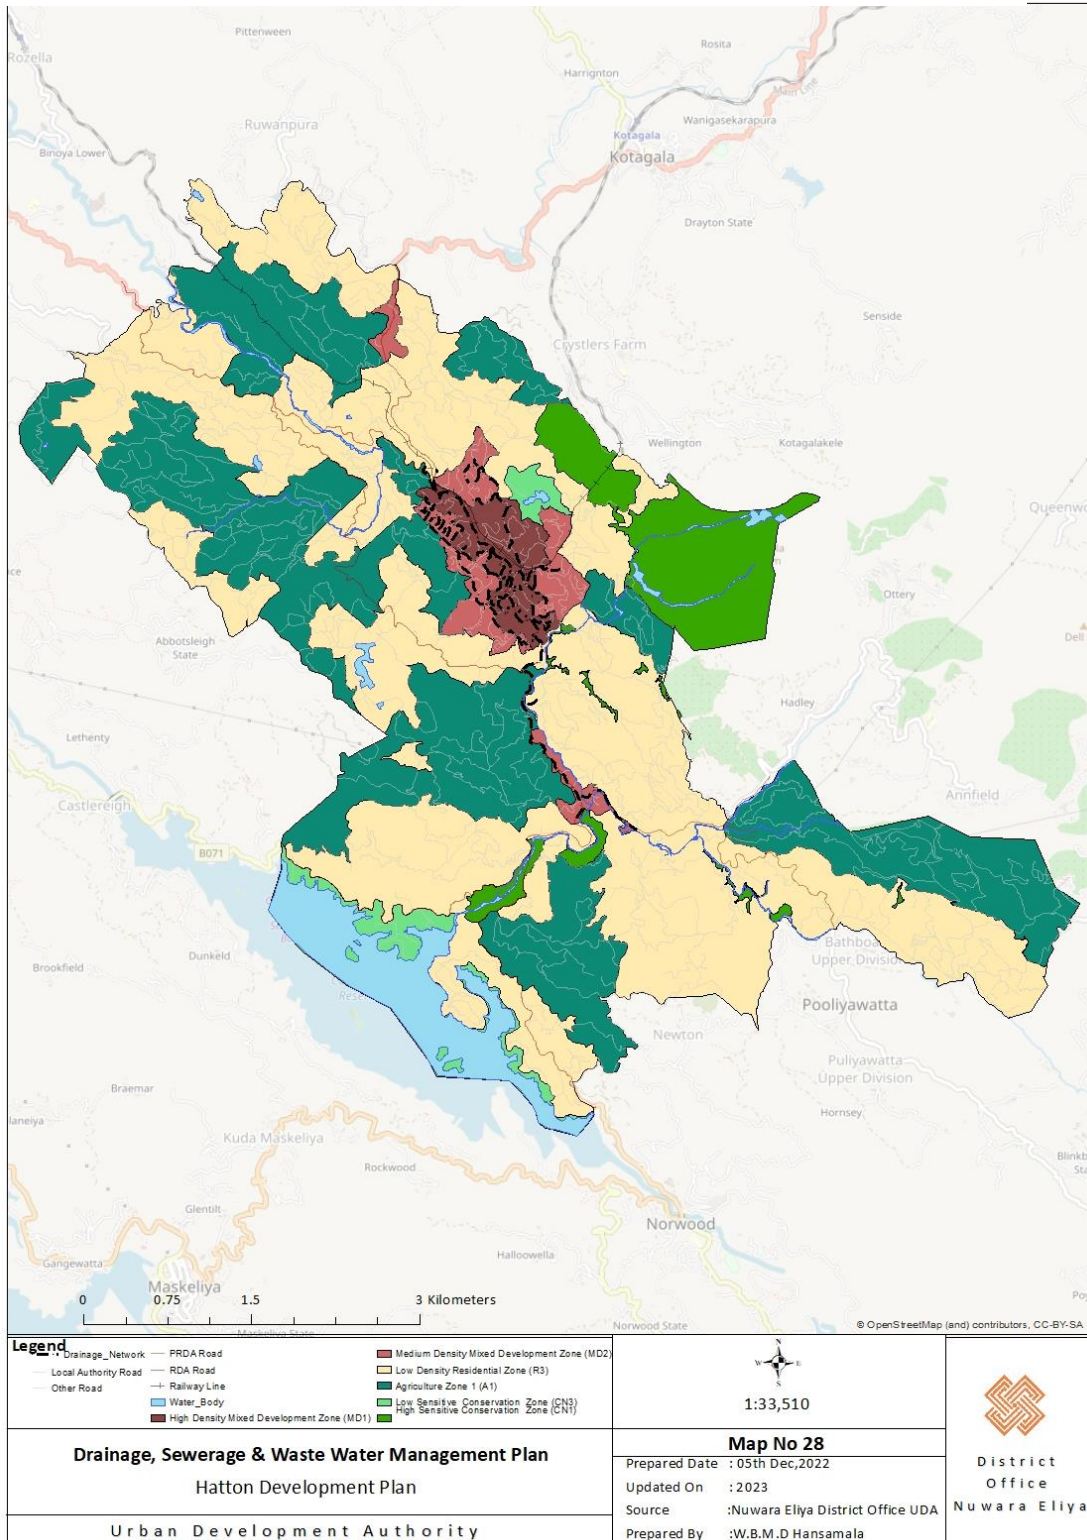 Pittenween
Rozella
Rosita
Harrignton
Main Line
Ruwanpura
Wanigasekarapura
Kotagala
Kotagala
Binoya Lower
Drayton State
Senside
Crystlers Farm
Wellington
Kotagalakele
Ottery
Abbotsleigh
State
Dell
Hadley
Lethenty
Castlereigh
Annfield
B071
Dunkeld
Brookfield
Upper Division
Pooliyawatta
Newton
Puliyawatta
Upper Division
Braemar
Hornsey
Kuda Maskeliya
Rockwood
Glentilt
Norwood
Halloowella
Gangewatta
Maskeliya
0 0.75 1.5 3 Kilometers
Maskeliya State
Norwood State
© OpenStreetMap (and) contributors, CC-BY-SA
Legend
Drainage_Network
Local Authority Road
Other Road
PRDA Road
RDA Road
Railway Line
Water_Body
High Density Mixed Development Zone (MD1)
Medium Density Mixed Development Zone (MD2)
Low Density Residential Zone (R3)
Agriculture Zone 1 (A1)
Low Sensitive Conservation Zone (CN3)
High Sensitive Conservation Zone (CN1)
N
W E
S
1:33,510
Drainage, Sewerage & Waste Water Management Plan
Hatton Development Plan
Urban Development Authority
Map No 28
Prepared Date : 05th Dec,2022
Updated On : 2023
Source :Nuwara Eliya District Office UDA
Prepared By :W.B.M.D Hansamala
District
Office
Nuwara Eliya